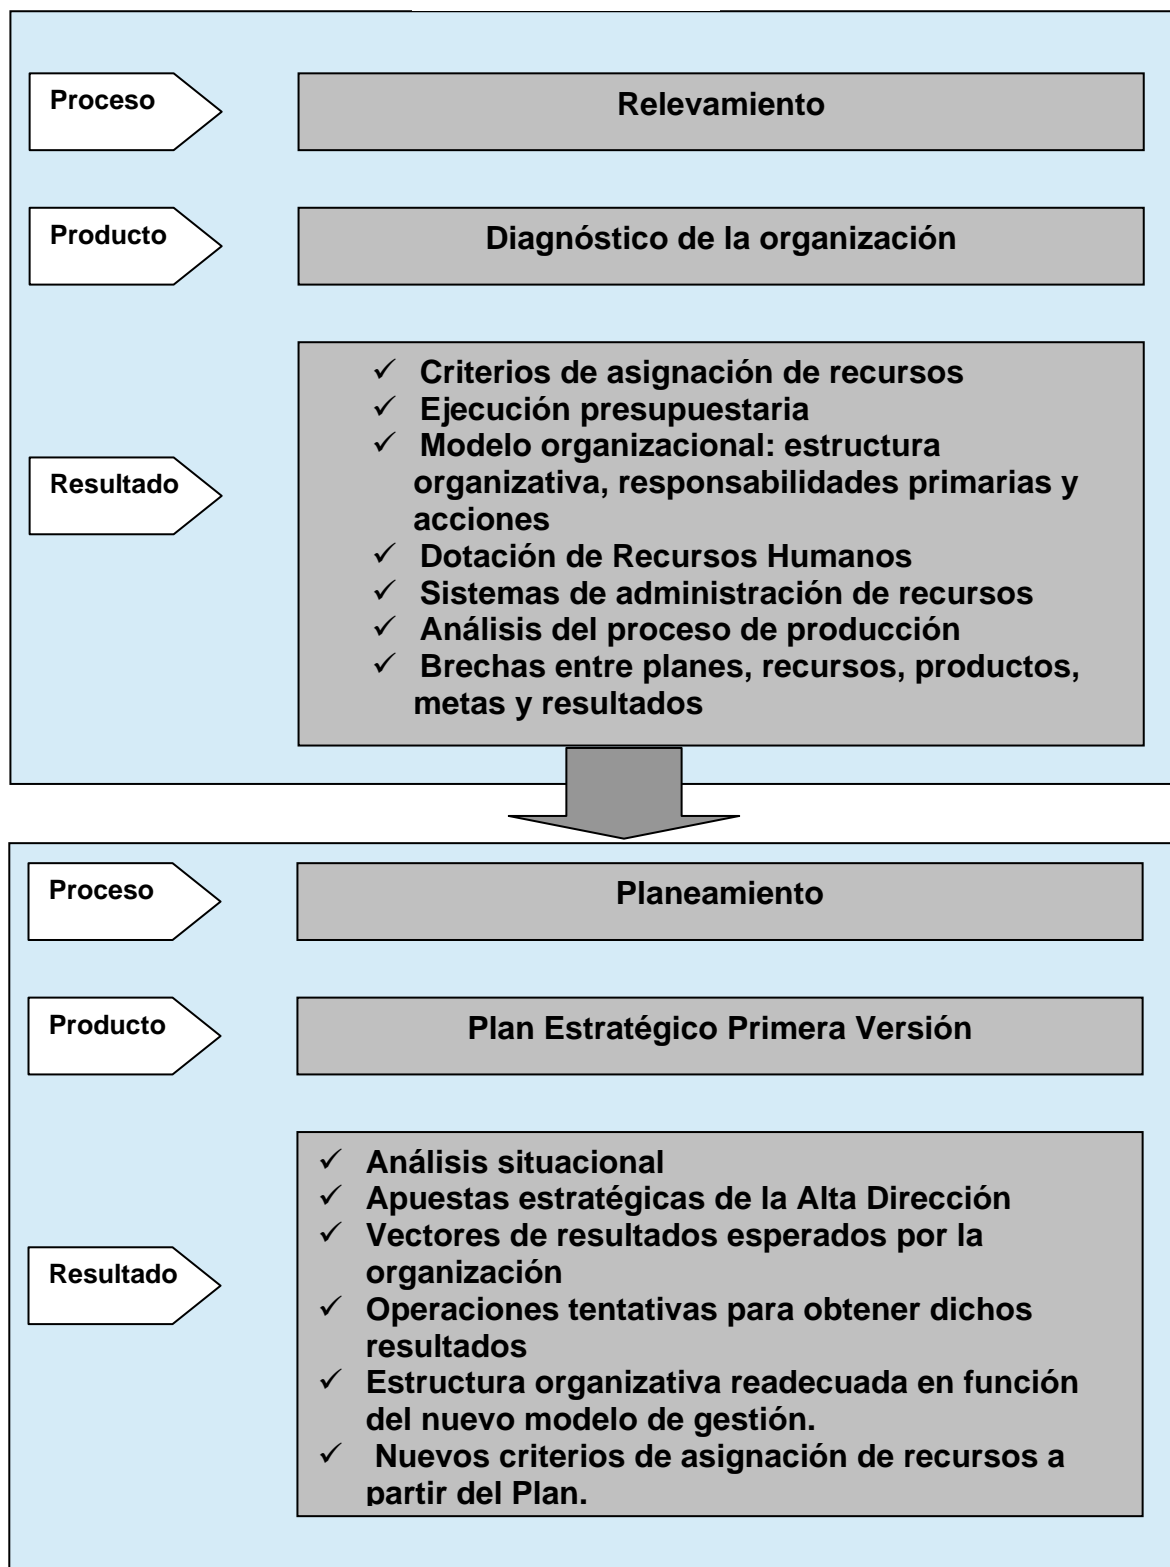 Proceso
Relevamiento
Producto
Diagnóstico de la organización
Resultado
✓ Criterios de asignación de recursos
✓ Ejecución presupuestaria
✓ Modelo organizacional: estructura
organizativa, responsabilidades primarias y
acciones
✓ Dotación de Recursos Humanos
✓ Sistemas de administración de recursos
✓ Análisis del proceso de producción
✓ Brechas entre planes, recursos, productos,
metas y resultados
Proceso
Planeamiento
Producto
Plan Estratégico Primera Versión
Resultado
✓ Análisis situacional
✓ Apuestas estratégicas de la Alta Dirección
✓ Vectores de resultados esperados por la
organización
✓ Operaciones tentativas para obtener dichos
resultados
✓ Estructura organizativa readecuada en función
del nuevo modelo de gestión.
✓ Nuevos criterios de asignación de recursos a
partir del Plan.